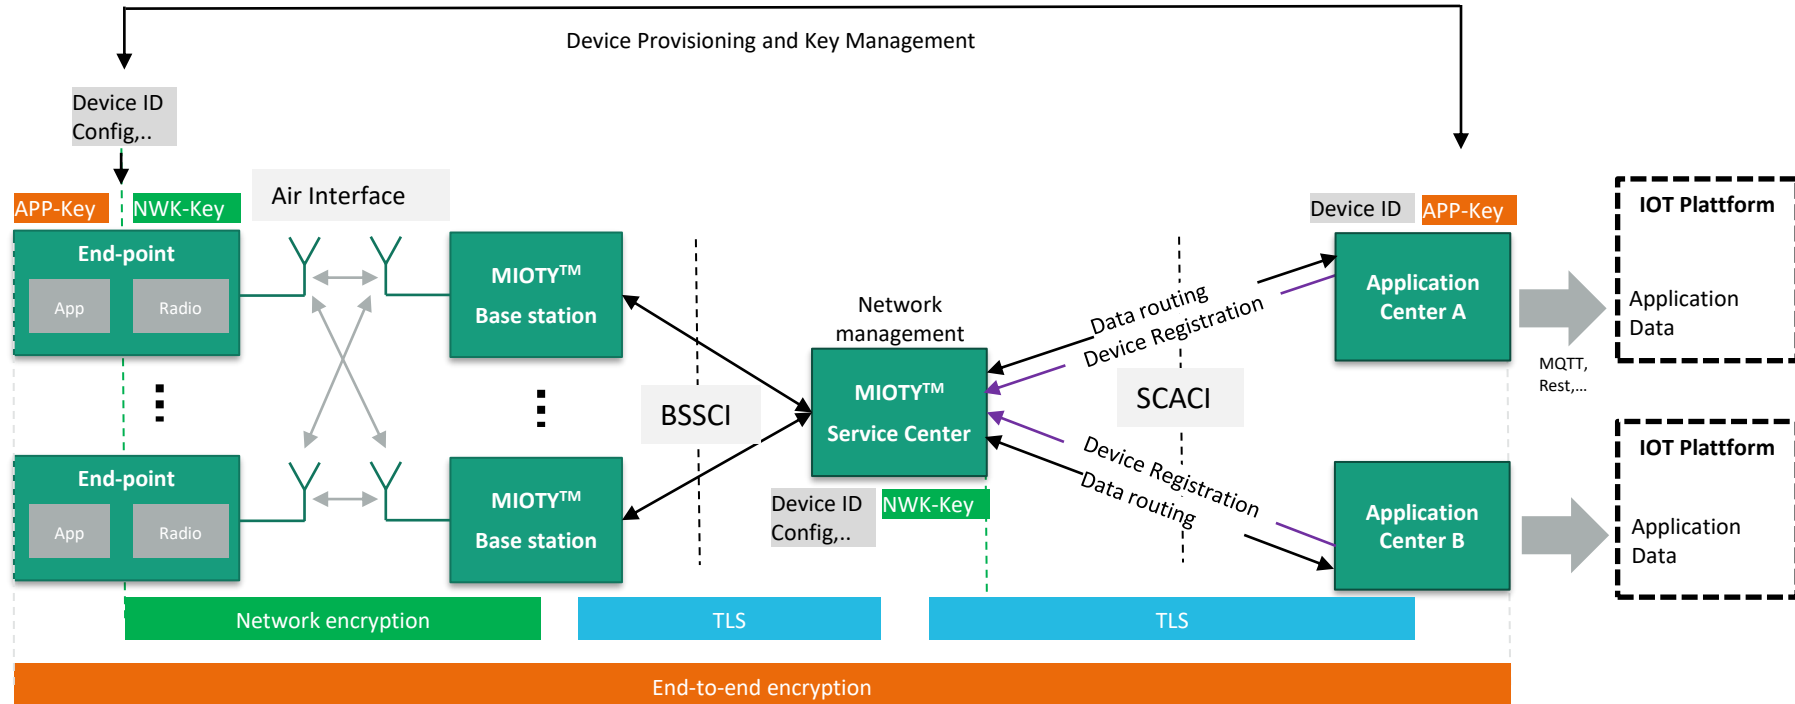 Device Provisioning and Key Management
Device ID
Config,..
APP-Key
NWK-Key
Air Interface
End-point
App
Radio
MIOTY™
Base station
End-point
App
Radio
MIOTY™
Base station
BSSCI
Network
management
MIOTY™
Service Center
Device ID
Config,..
NWK-Key
Data routing
Device Registration
SCACI
Device Registration
Data routing
Device ID
APP-Key
Application
Center A
Application
Center B
MQTT,
Rest,...
IOT Plattform
Application
Data
IOT Plattform
Application
Data
Network encryption
TLS
TLS
End-to-end encryption